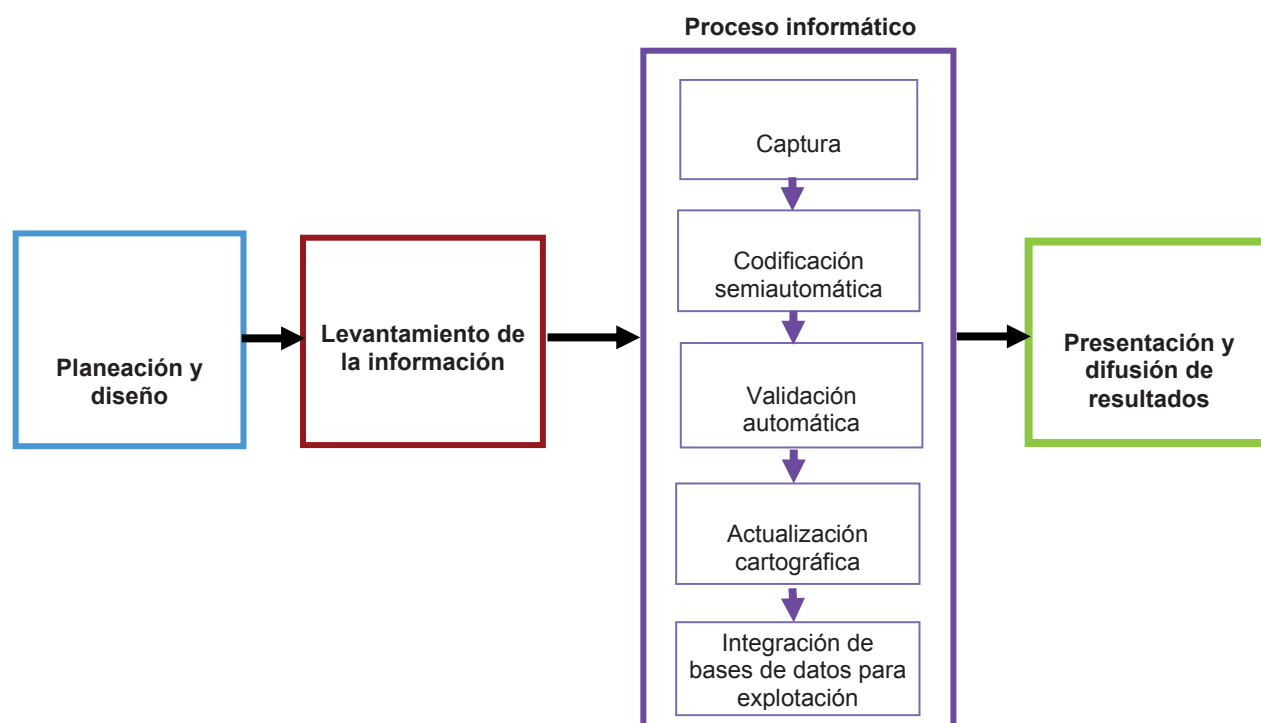 Proceso informático
Planeación y
diseño
Levantamiento de
la información
Captura
Codificación
semiautomática
Validación
automática
Actualización
cartográfica
Integración de
bases de datos para
explotación
Presentación y
difusión de
resultados